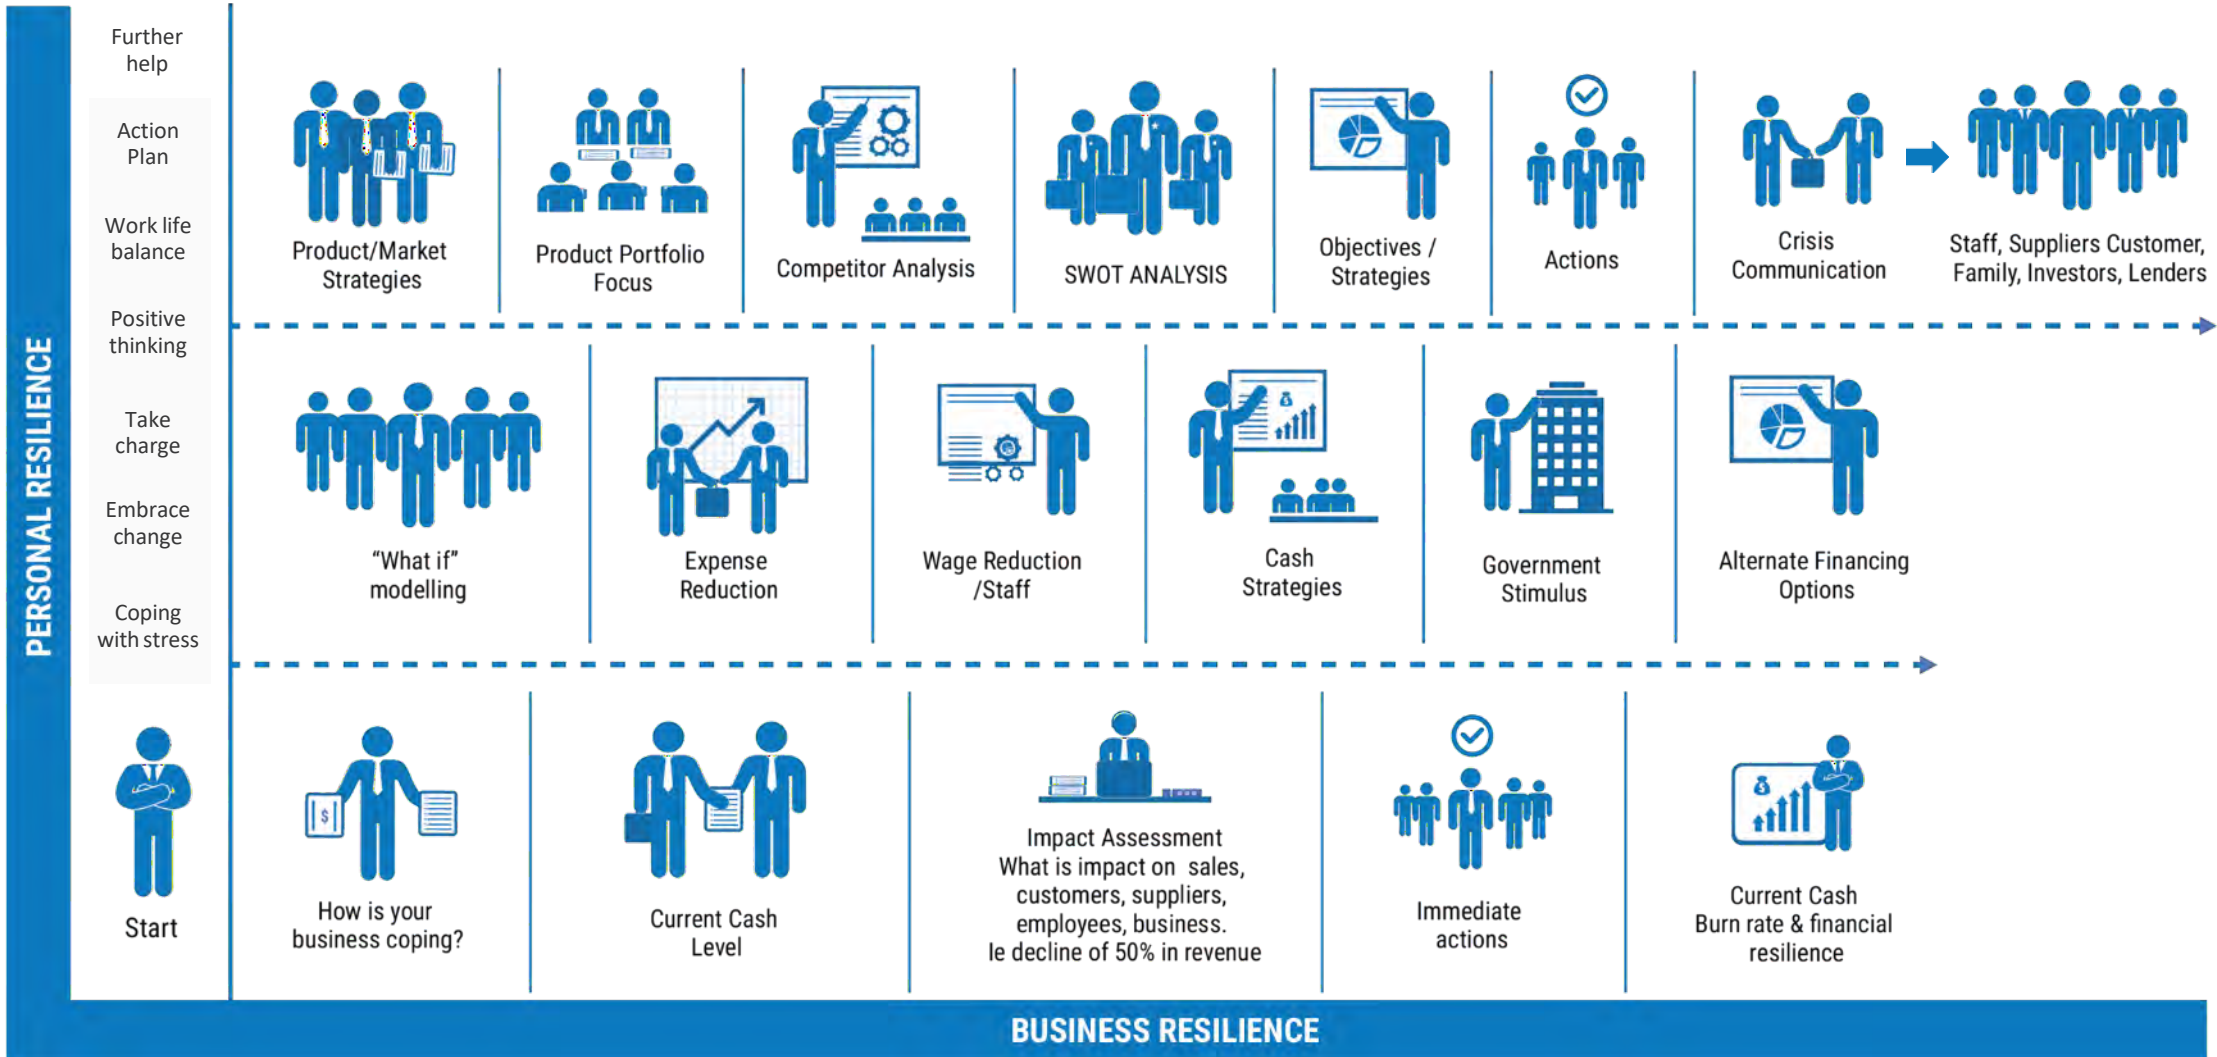 PERSONAL RESILIENCE
Further
help
Action
Plan
Work life
balance
Positive
thinking
Take
charge
Embrace
change
Coping
with stress
Start
Product/Market
Strategies
Product Portfolio
Focus
Competitor Analysis
SWOT ANALYSIS
Objectives /
Strategies
Actions
Crisis
Communication
Staff, Suppliers Customer,
Family, Investors, Lenders
“What if”
modelling
Expense
Reduction
Wage Reduction
/Staff
$
Cash
Strategies
Government
Stimulus
Alternate Financing
Options
$
How is your
business coping?
Current Cash
Level
Impact Assessment
What is impact on sales,
customers, suppliers,
employees, business.
Ie decline of 50% in revenue
Immediate
actions
$
Current Cash
Burn rate & financial
resilience
BUSINESS RESILIENCE